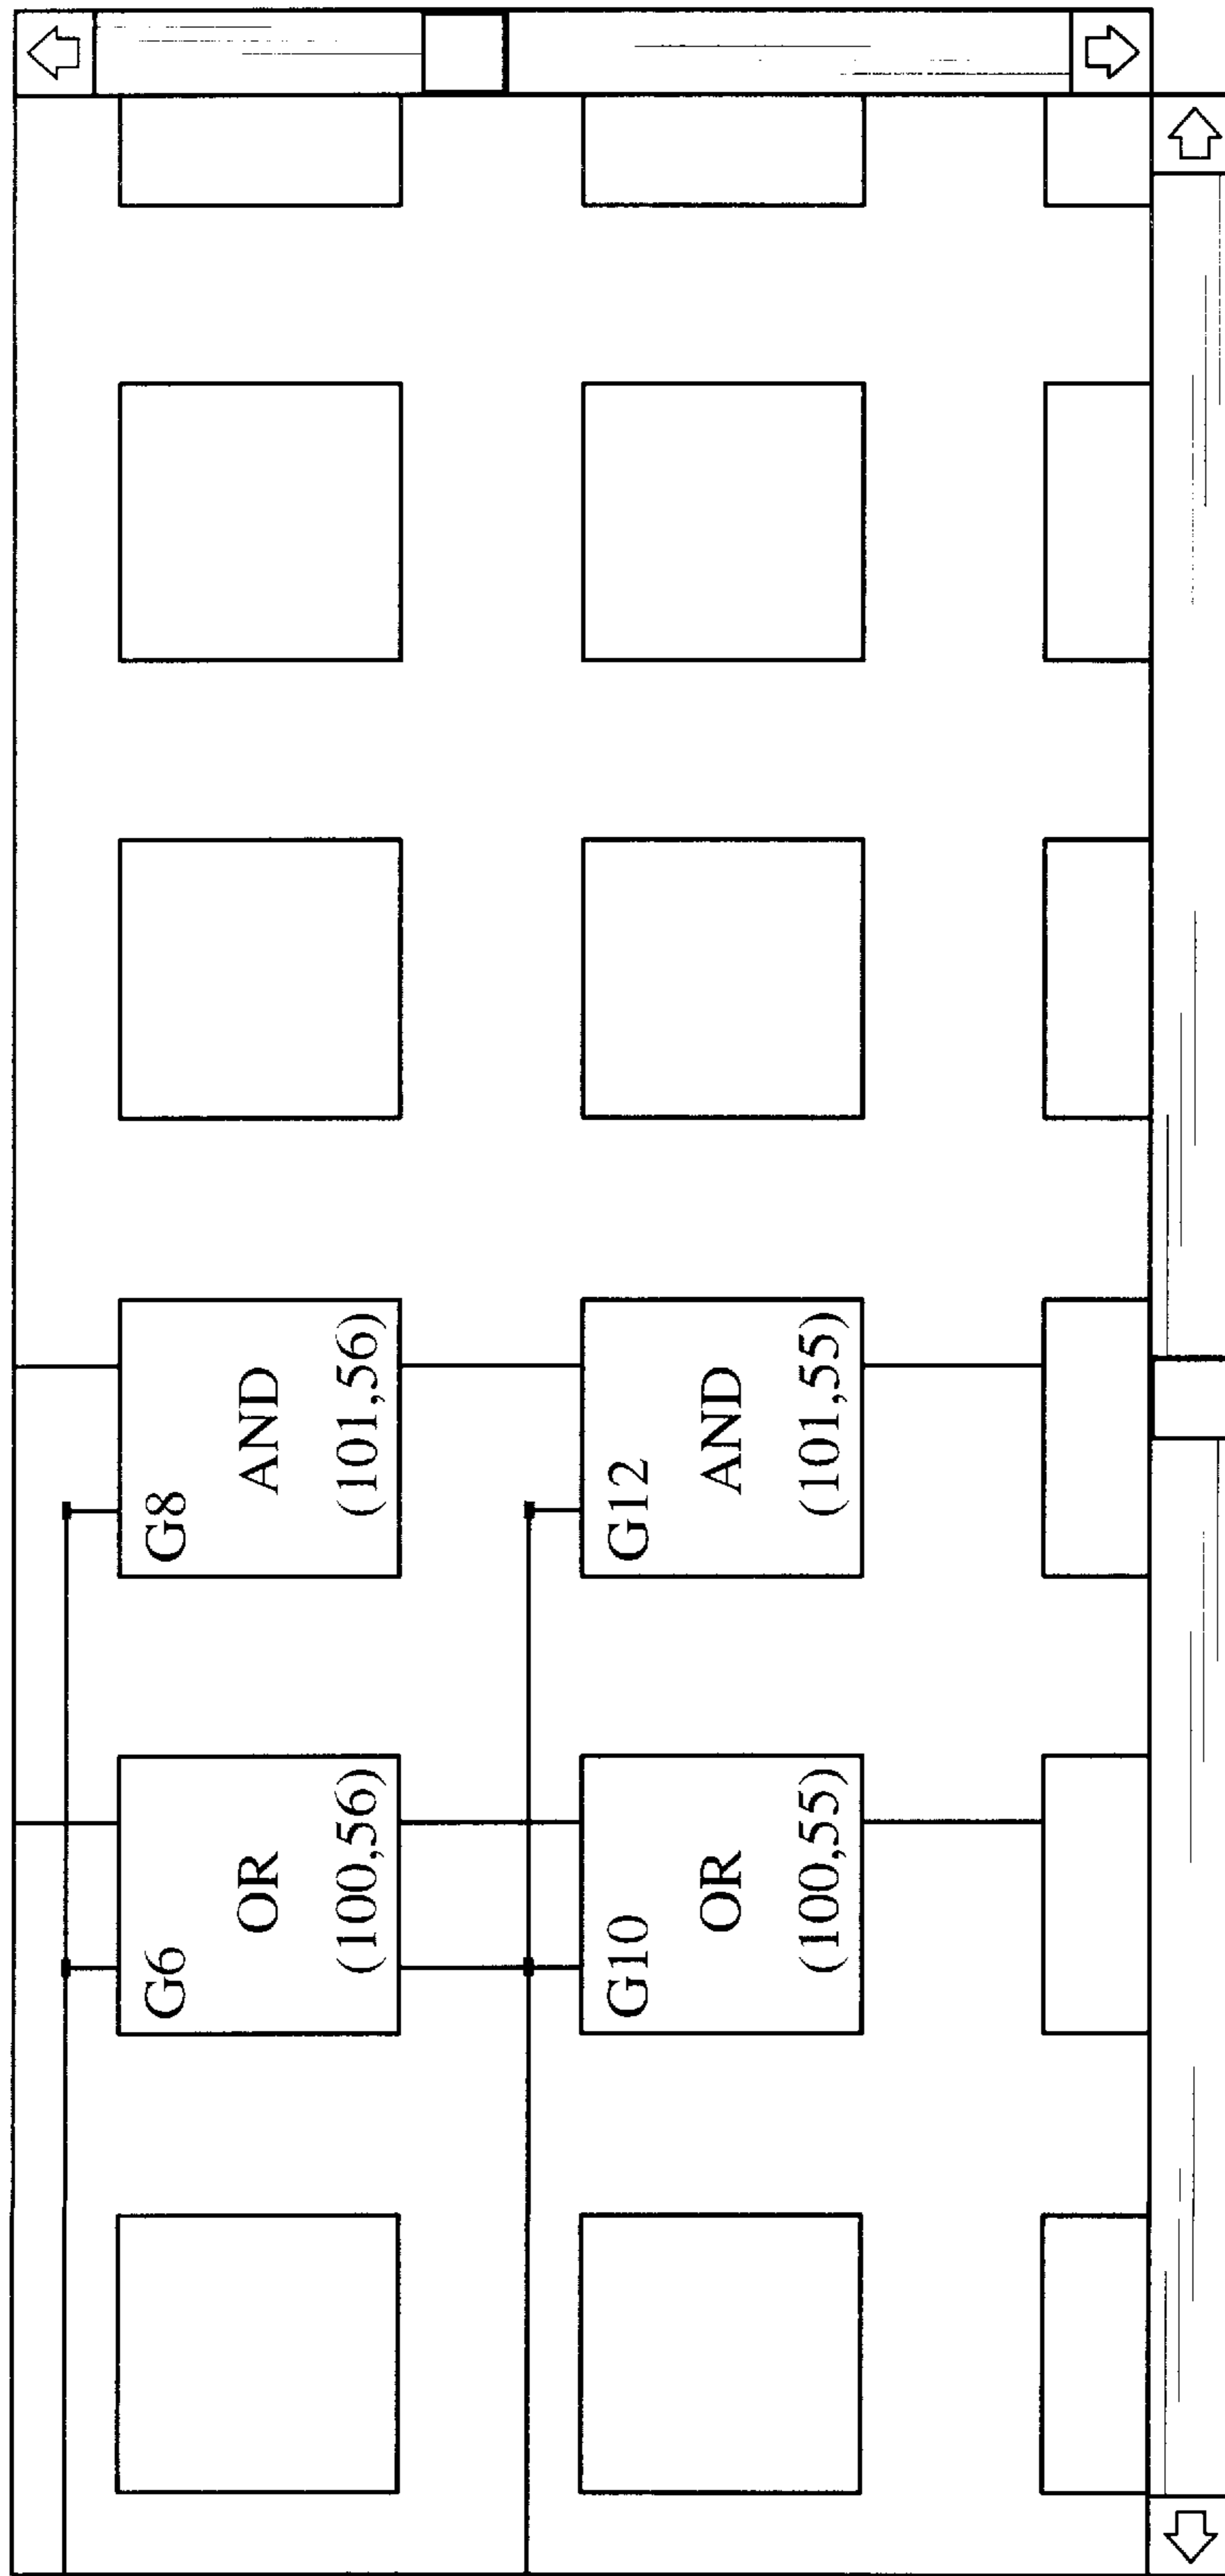 G6
OR
(100,56)
G8
AND
(101,56)
G10
OR
(100,55)
G12
AND
(101,55)